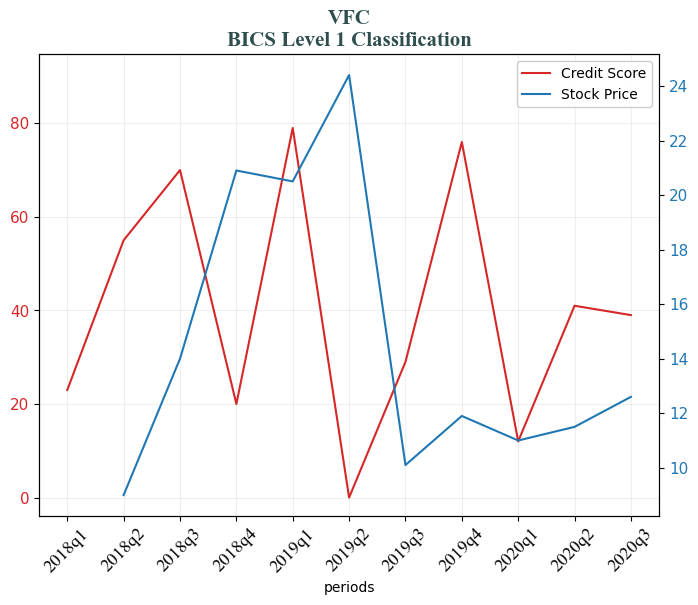 VFC
BICS Level 1 Classification
Credit Score
Stock Price
80
60
40
20
0
24
22
20
18
16
14
12
10
2018q1
2018q2
2018q3
2018q4
2019q1
2019q2
2019q3
2019q4
2020q1
2020q2
2020q3
periods